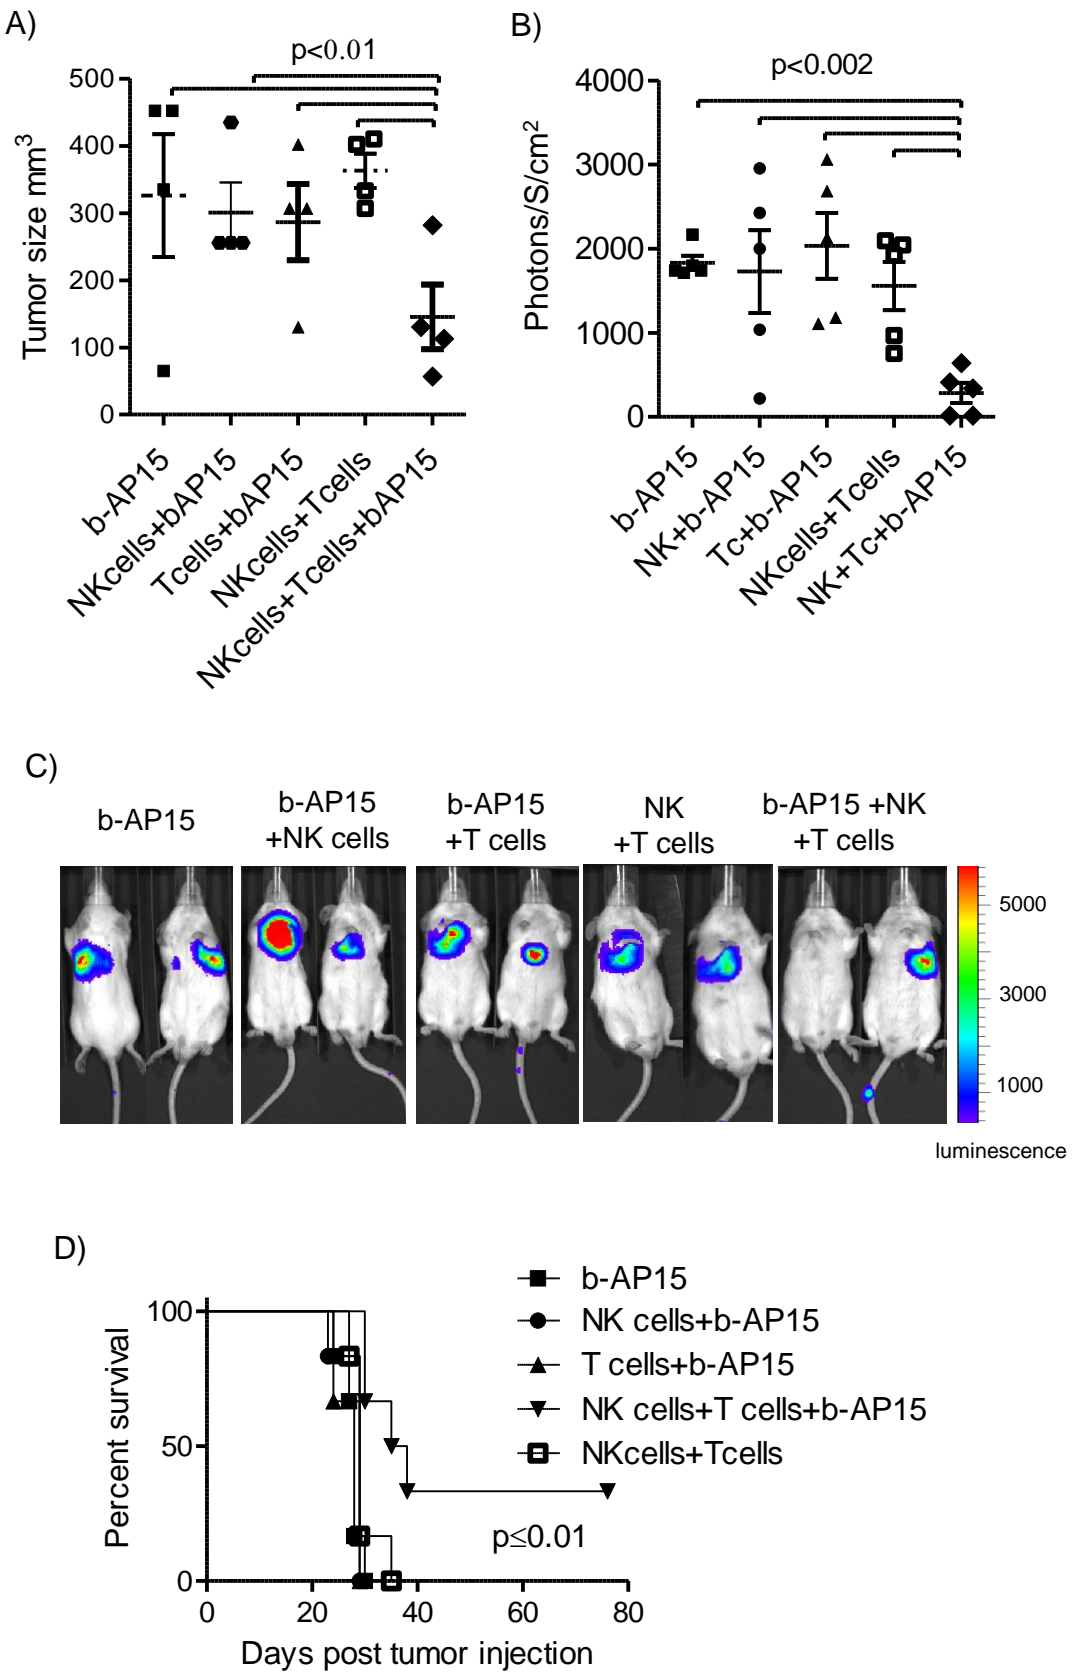 A)
p<0.01
500
400
300
200
100
0
Tumor size mm³
b-AP15
NKcells+bAP15
Tcells+bAP15
NKcells+Tcells
NKcells+Tcells+bAP15
B)
p<0.002
4000
3000
2000
1000
0
Photons/S/cm²
b-AP15
NK+b-AP15
Tc+b-AP15
NKcells+Tcells
NK+Tc+b-AP15
C)
b-AP15
b-AP15
+NK cells
b-AP15
+T cells
NK
+T cells
b-AP15 +NK
+T cells
5000
3000
1000
luminescence
D)
b-AP15
NK cells+b-AP15
T cells+b-AP15
NK cells+T cells+b-AP15
NKcells+Tcells
100
50
0
Percent survival
p≤0.01
0
20
40
60
80
Days post tumor injection